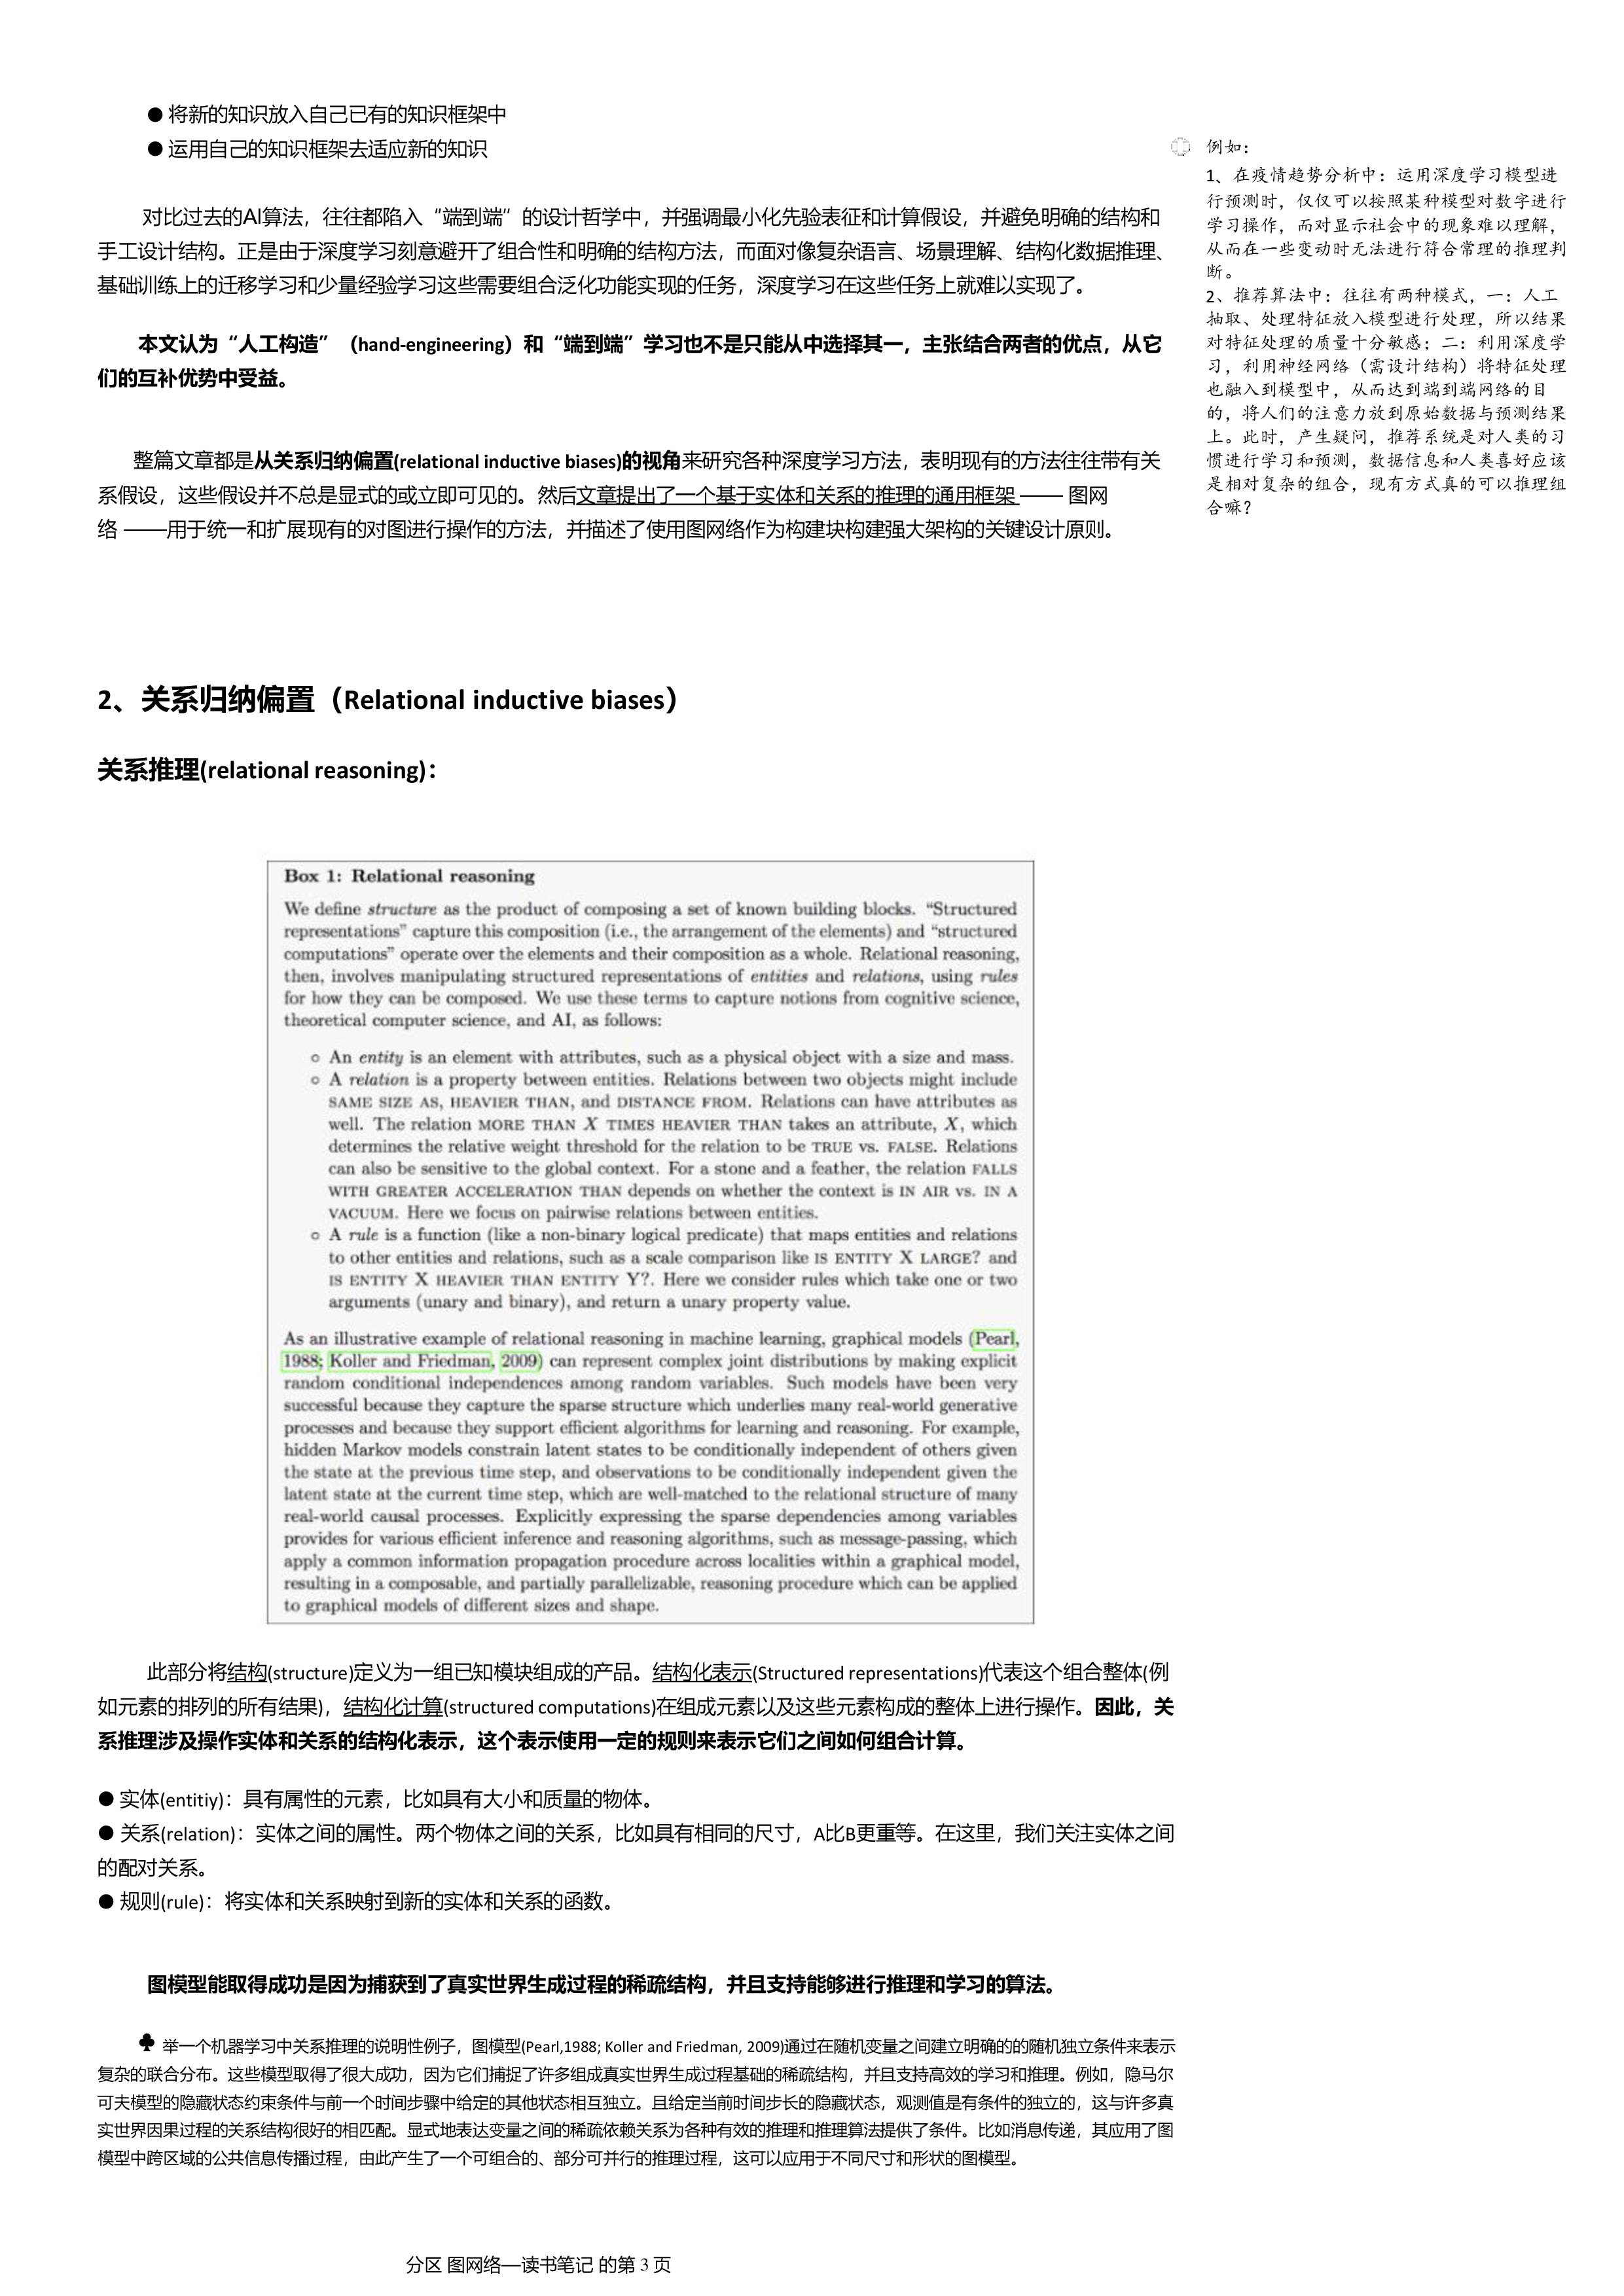 ● 将新的知识放入自己已有的知识框架中
● 运用自己的知识框架去适应新的知识
对比过去的AI算法，往往都陷入“端到端”的设计哲学中，并强调最小化先验表征和计算假设，并避免明确的结构和
手工设计结构。正是由于深度学习刻意避开了组合性和明确的结构方法，而面对像复杂语言、场景理解、结构化数据推理、
基础训练上的迁移学习和少量经验学习这些需要组合泛化功能实现的任务，深度学习在这些任务上就难以实现了。
本文认为“人工构造”（hand-engineering）和“端到端”学习也不是只能从中选择其一，主张结合两者的优点，从它
们的互补优势中受益。
整篇文章都是从关系归纳偏置(relational inductive biases)的视角来研究各种深度学习方法，表明现有的方法往往带有关
系假设，这些假设并不总是显式的或立即可见的。然后文章提出了一个基于实体和关系的推理的通用框架 —— 图网
络 ——用于统一和扩展现有的对图进行操作的方法，并描述了使用图网络作为构建块构建强大架构的关键设计原则。
例如：
1、在疫情趋势分析中：运用深度学习模型进
行预测时，仅仅可以按照某种模型对数字进行
学习操作，而对显示社会中的现象难以理解，
从而在一些变动时无法进行符合常理的推理判
断。
2、推荐算法中：往往有两种模式，一：人工
抽取、处理特征放入模型进行处理，所以结果
对特征处理的质量十分敏感；二：利用深度学
习，利用神经网络（需设计结构）将特征处理
也融入到模型中，从而达到端到端网络的目
的，将人们的注意力放到原始数据与预测结果
上。此时，产生疑问，推荐系统是对人类的习
惯进行学习和预测，数据信息和人类喜好应该
是相对复杂的组合，现有方式真的可以推理组
合嘛？
2、关系归纳偏置（Relational inductive biases）
关系推理(relational reasoning)：
Box 1: Relational reasoning
We define structure as the product of composing a set of known building blocks. “Structured
representations” capture this composition (i.e., the arrangement of the elements) and “structured
computations” operate over the elements and their composition as a whole. Relational reasoning,
then, involves manipulating structured representations of entities and relations, using rules
for how they can be composed. We use these terms to capture notions from cognitive science,
theoretical computer science, and AI, as follows:
○ An entity is an element with attributes, such as a physical object with a size and mass.
○ A relation is a property between entities. Relations between two objects might include
SAME SIZE AS, HEAVIER THAN, and DISTANCE FROM. Relations can have attributes as
well. The relation MORE THAN X TIMES HEAVIER THAN takes an attribute, X, which
determines the relative weight threshold for the relation to be TRUE vs. FALSE. Relations
can also be sensitive to the global context. For a stone and a feather, the relation FALLS
WITH GREATER ACCELERATION THAN depends on whether the context is IN AIR vs. IN A
VACUUM. Here we focus on pairwise relations between entities.
○ A rule is a function (like a non-binary logical predicate) that maps entities and relations
to other entities and relations, such as a scale comparison like IS ENTITY X LARGE? and
IS ENTITY X HEAVIER THAN ENTITY Y?. Here we consider rules which take one or two
arguments (unary and binary), and return a unary property value.
As an illustrative example of relational reasoning in machine learning, graphical models (Pearl,
1988; Koller and Friedman, 2009) can represent complex joint distributions by making explicit
random conditional independences among random variables. Such models have been very
successful because they capture the sparse structure which underlies many real-world generative
processes and because they support efficient algorithms for learning and reasoning. For example,
hidden Markov models constrain latent states to be conditionally independent of others given
the state at the previous time step, and observations to be conditionally independent given the
latent state at the current time step, which are well-matched to the relational structure of many
real-world causal processes. Explicitly expressing the sparse dependencies among variables
provides for various efficient inference and reasoning algorithms, such as message-passing, which
apply a common information propagation procedure across localities within a graphical model,
resulting in a composable, and partially parallelizable, reasoning procedure which can be applied
to graphical models of different sizes and shape.
此部分将结构(structure)定义为一组已知模块组成的产品。结构化表示(Structured representations)代表这个组合整体(例
如元素的排列的所有结果)，结构化计算(structured computations)在组成元素以及这些元素构成的整体上进行操作。因此，关
系推理涉及操作实体和关系的结构化表示，这个表示使用一定的规则来表示它们之间如何组合计算。
● 实体(entitiy)：具有属性的元素，比如具有大小和质量的物体。
● 关系(relation)：实体之间的属性。两个物体之间的关系，比如具有相同的尺寸，A比B更重等。在这里，我们关注实体之间
的配对关系。
● 规则(rule)：将实体和关系映射到新的实体和关系的函数。
图模型能取得成功是因为捕获到了真实世界生成过程的稀疏结构，并且支持能够进行推理和学习的算法。
♣ 举一个机器学习中关系推理的说明性例子，图模型(Pearl,1988; Koller and Friedman, 2009)通过在随机变量之间建立明确的的随机独立条件来表示
复杂的联合分布。这些模型取得了很大成功，因为它们捕捉了许多组成真实世界生成过程基础的稀疏结构，并且支持高效的学习和推理。例如，隐马尔
可夫模型的隐藏状态约束条件与前一个时间步骤中给定的其他状态相互独立。且给定当前时间步长的隐藏状态，观测值是有条件的独立的，这与许多真
实世界因果过程的关系结构很好的相匹配。显式地表达变量之间的稀疏依赖关系为各种有效的推理和推理算法提供了条件。比如消息传递，其应用了图
模型中跨区域的公共信息传播过程，由此产生了一个可组合的、部分可并行的推理过程，这可以应用于不同尺寸和形状的图模型。
分区 图网络—读书笔记 的第 3 页